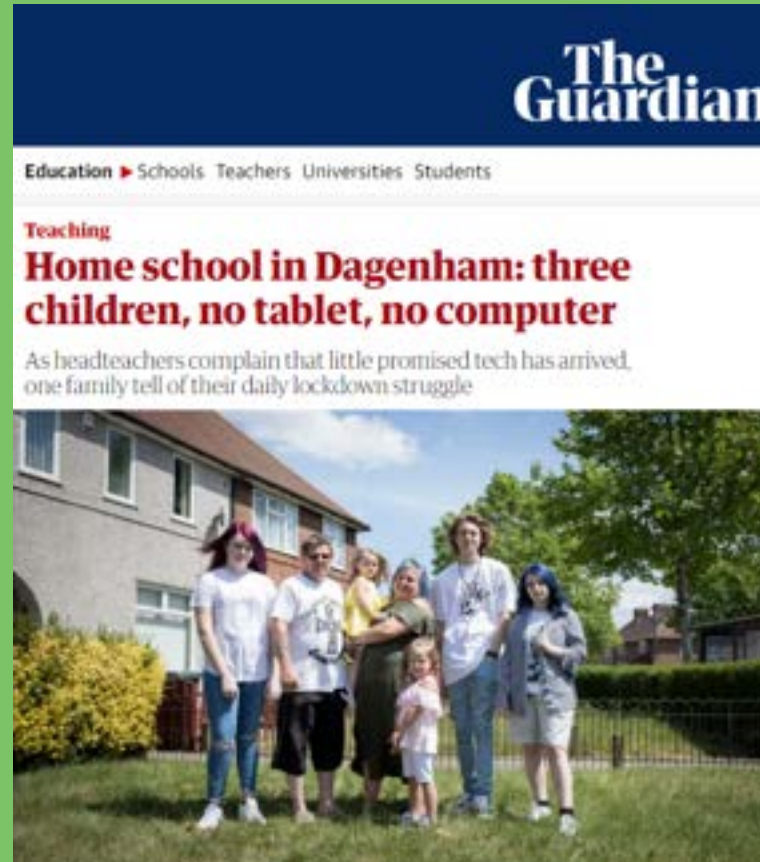 The
Guardian
Education ▶ Schools Teachers Universities Students
Teaching
Home school in Dagenham: three
children, no tablet, no computer
As headteachers complain that little promised tech has arrived,
one family tell of their daily lockdown struggle